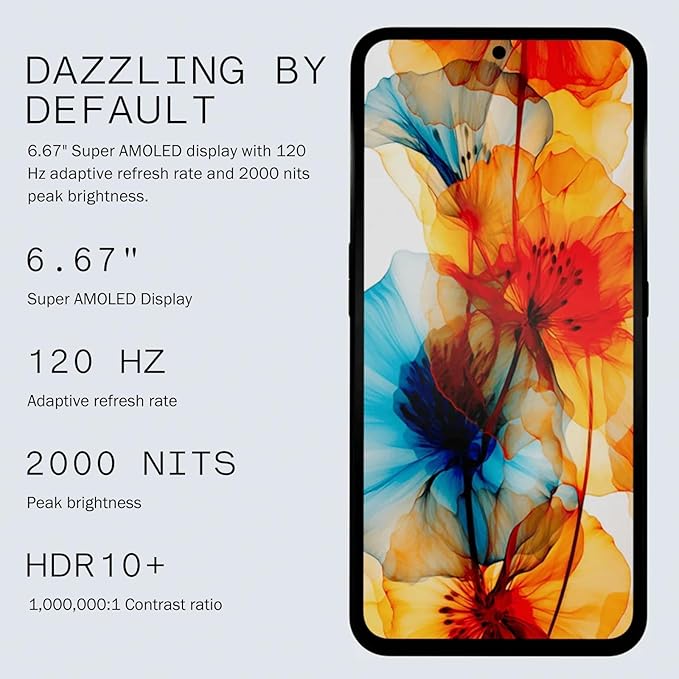 DAZZLING BY
DEFAULT
6.67" Super AMOLED display with 120
Hz adaptive refresh rate and 2000 nits
peak brightness.
6.67"
Super AMOLED Display
120 HZ
Adaptive refresh rate
2000 NITS
Peak brightness
HDR10+
1,000,000:1 Contrast ratio